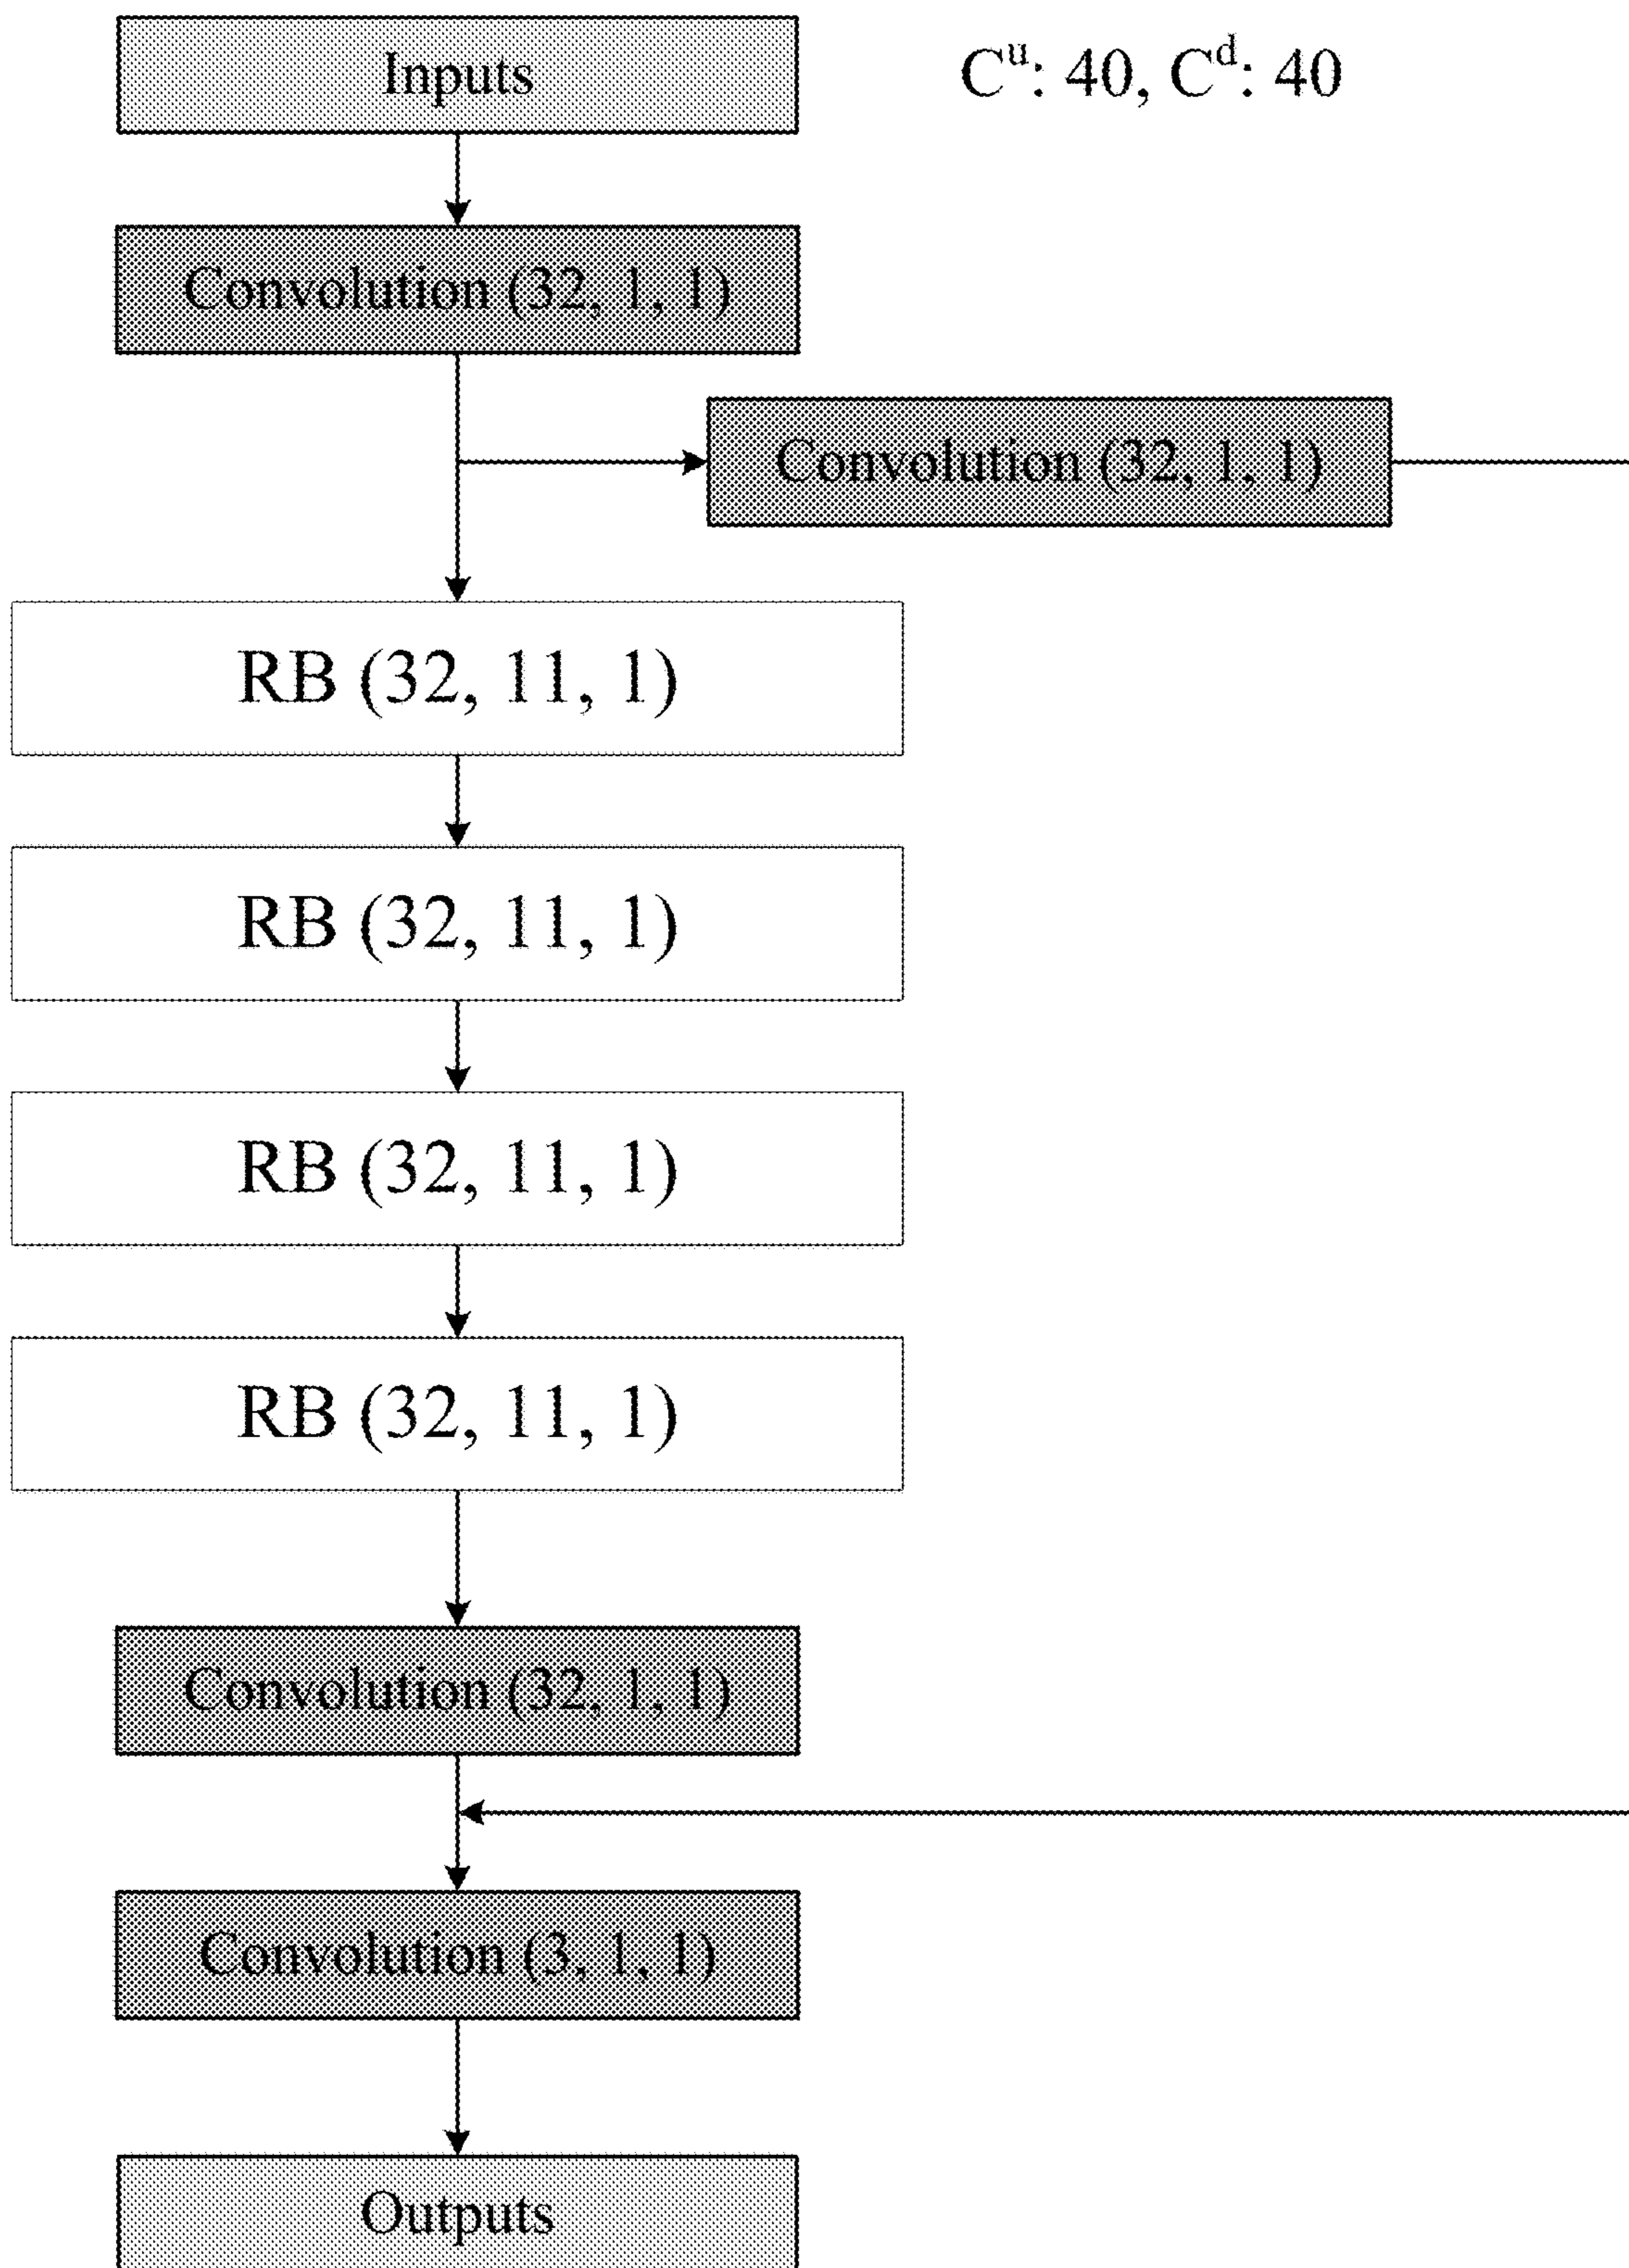 Inputs
Cᵘ: 40, Cᵈ: 40
Convolution (32, 1, 1)
Convolution (32, 1, 1)
RB (32, 11, 1)
RB (32, 11, 1)
RB (32, 11, 1)
RB (32, 11, 1)
Convolution (32, 1, 1)
Convolution (3, 1, 1)
Outputs